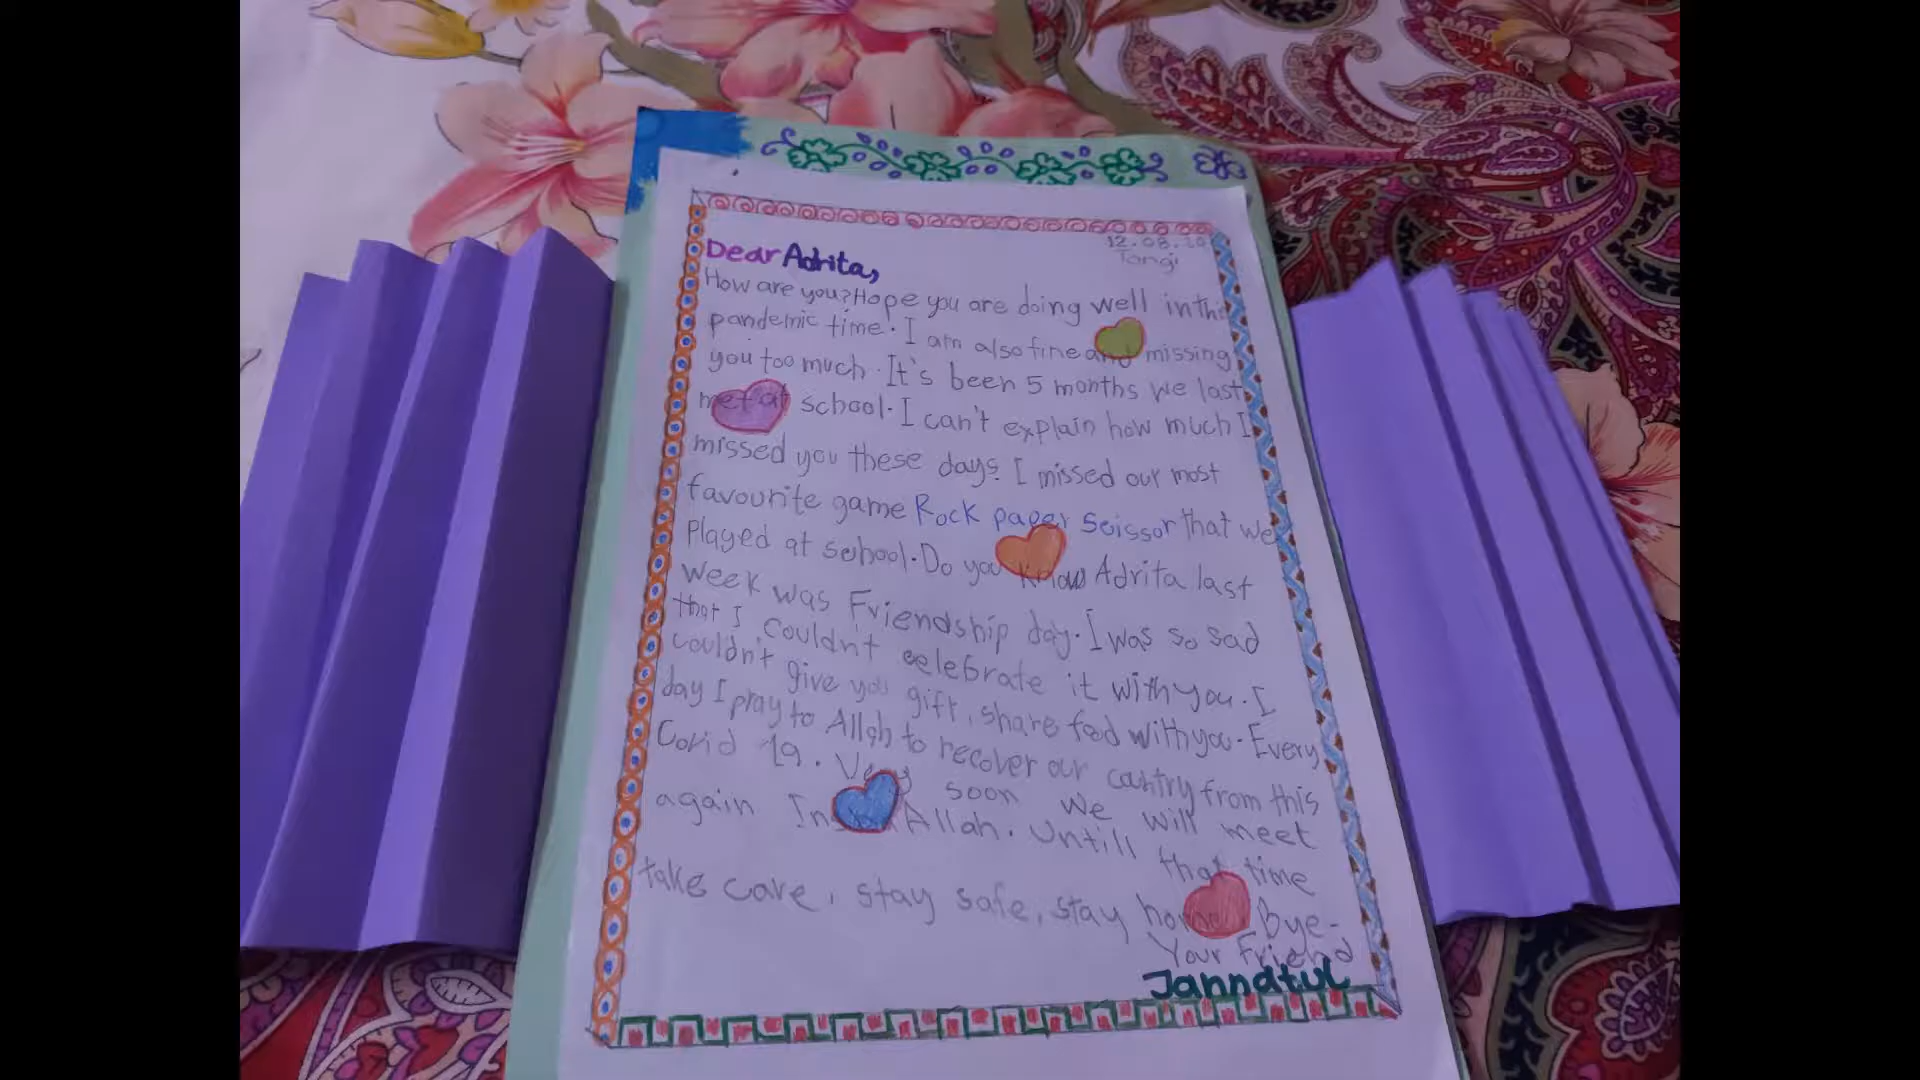 12.08.20
Tongi
Dear Adrita,
How are you? Hope you are doing well in this
pandemic time. I am also fine and missing
you too much. It's been 5 months we last
met at school. I can't explain how much I
missed you these days. I missed our most
favourite game Rock paper Scissor that we
Played at school. Do you know Adrita last
week was Friendship day. I was so sad
that I couldn't celebrate it with you. I
couldn't give you gift, share food with you. Every
day I pray to Allah to recover our country from this
Covid 19. Very soon we will meet
again In Allah. Untill that time
take care, stay safe, stay home. Bye-
Your Friend
Jannatul